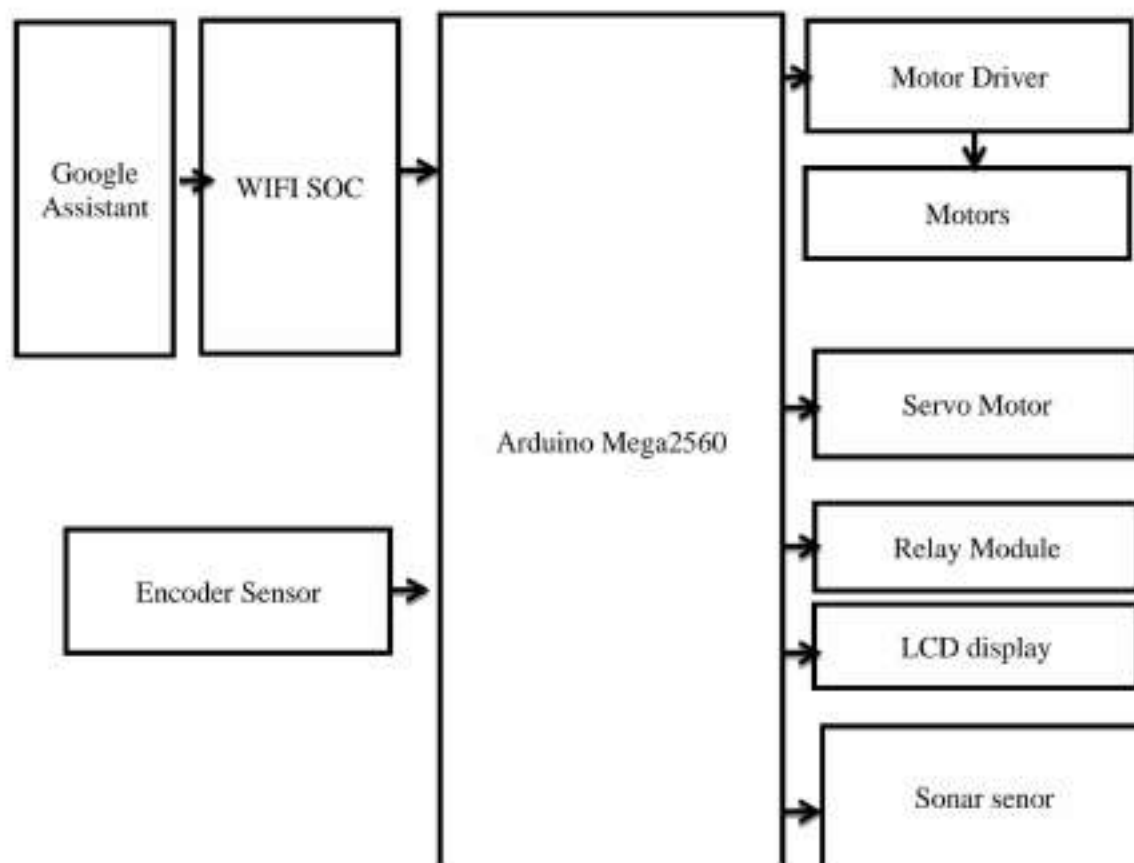 Google
Assistant
WIFI SOC
Encoder Sensor
Arduino Mega2560
Motor Driver
Motors
Servo Motor
Relay Module
LCD display
Sonar senor